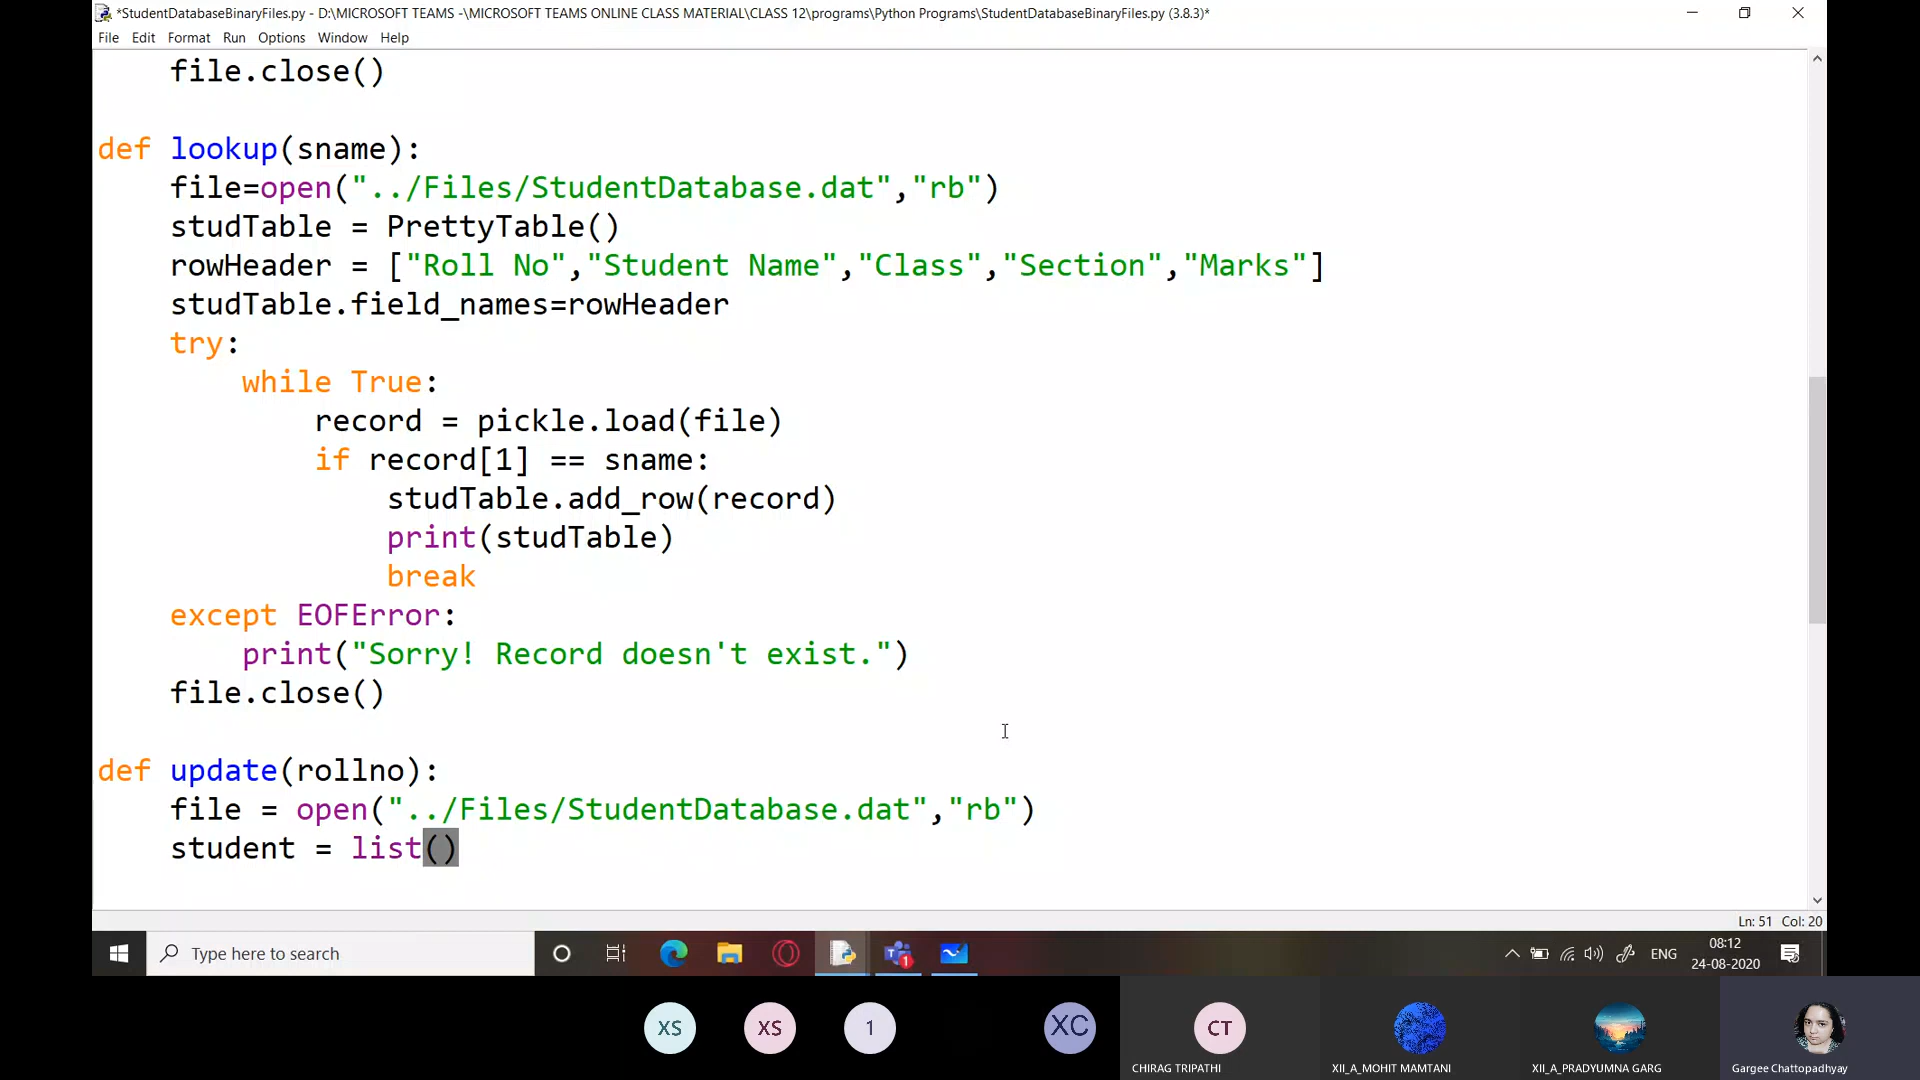 *StudentDatabaseBinaryFiles.py - D:\MICROSOFT TEAMS -\MICROSOFT TEAMS ONLINE CLASS MATERIAL\CLASS 12\programs\Python Programs\StudentDatabaseBinaryFiles.py (3.8.3)*
File Edit Format Run Options Window Help
    file.close()

def lookup(sname):
    file=open("../Files/StudentDatabase.dat","rb")
    studTable = PrettyTable()
    rowHeader = ["Roll No","Student Name","Class","Section","Marks"]
    studTable.field_names=rowHeader
    try:
        while True:
            record = pickle.load(file)
            if record[1] == sname:
                studTable.add_row(record)
                print(studTable)
                break
    except EOFError:
        print("Sorry! Record doesn't exist.")
    file.close()

def update(rollno):
    file = open("../Files/StudentDatabase.dat","rb")
    student = list()
Ln: 51 Col: 20
Type here to search
1
ENG
08:12
24-08-2020
XS
XS
1
XC
CT
CHIRAG TRIPATHI
XII_A_MOHIT MAMTANI
XII_A_PRADYUMNA GARG
Gargee Chattopadhyay